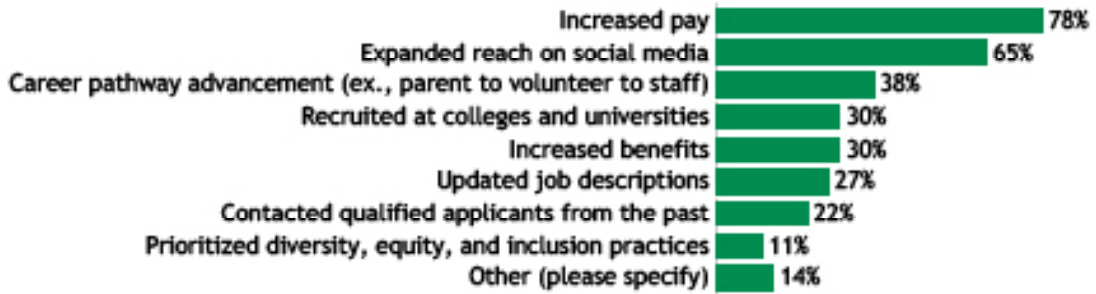 Increased pay 78%
Expanded reach on social media 65%
Career pathway advancement (ex., parent to volunteer to staff) 38%
Recruited at colleges and universities 30%
Increased benefits 30%
Updated job descriptions 27%
Contacted qualified applicants from the past 22%
Prioritized diversity, equity, and inclusion practices 11%
Other (please specify) 14%